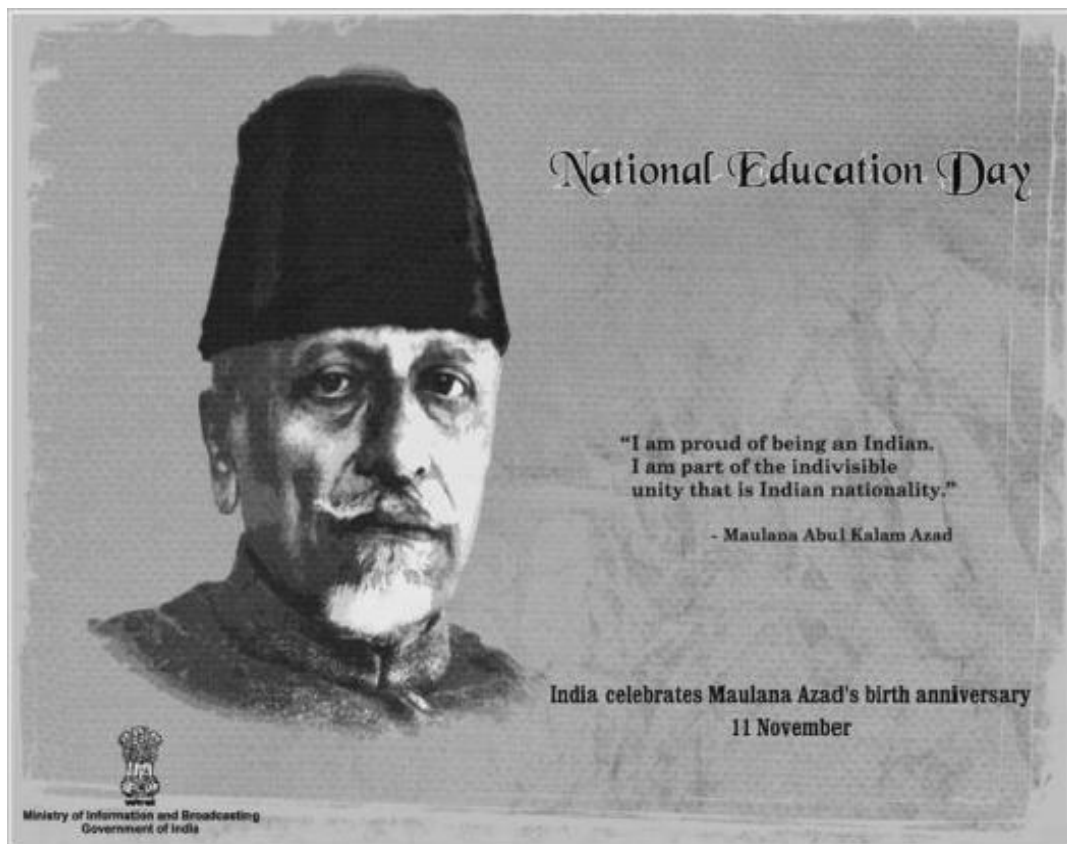 National Education Day
“I am proud of being an Indian.
I am part of the indivisible
unity that is Indian nationality.”
- Maulana Abul Kalam Azad
India celebrates Maulana Azad's birth anniversary
11 November
Ministry of Information and Broadcasting
Government of India